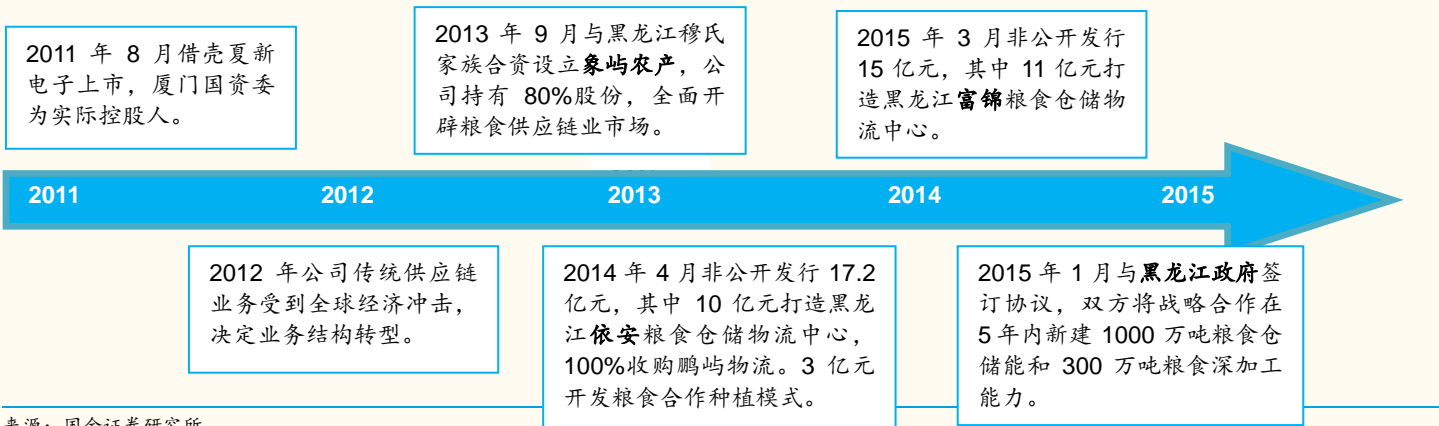 2011 年 8 月借壳夏新
电子上市，厦门国资委
为实际控股人。
2013 年 9 月与黑龙江穆氏
家族合资设立象屿农产，公
司持有 80%股份，全面开
辟粮食供应链业市场。
2015 年 3 月非公开发行
15 亿元，其中 11 亿元打
造黑龙江富锦粮食仓储物
流中心。
2011
2012
2013
2014
2015
2012 年公司传统供应链
业务受到全球经济冲击，
决定业务结构转型。
2014 年 4 月非公开发行 17.2
亿元，其中 10 亿元打造黑龙
江依安粮食仓储物流中心，
100%收购鹏屿物流。3 亿元
开发粮食合作种植模式。
2015 年 1 月与黑龙江政府签
订协议，双方将战略合作在
5 年内新建 1000 万吨粮食仓
储能和 300 万吨粮食深加工
能力。
来源：国金证券研究所